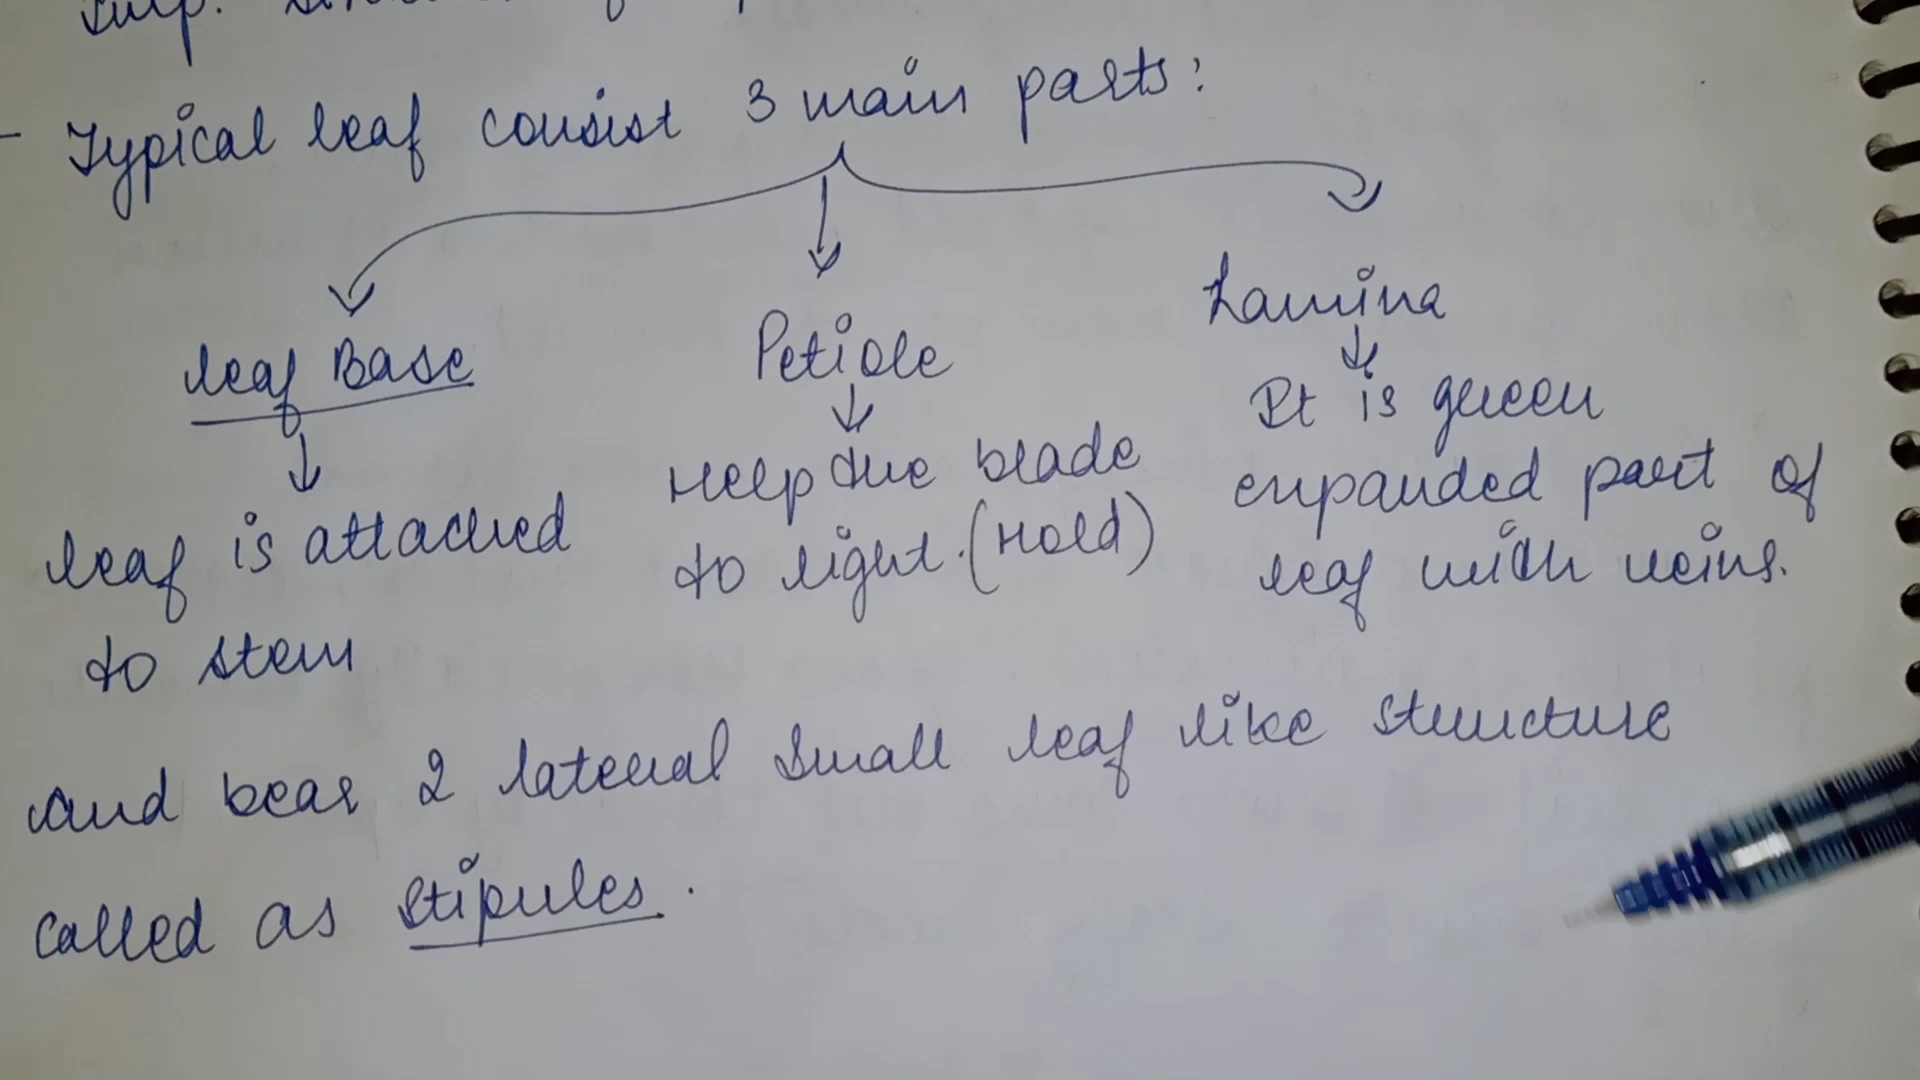 - Typical leaf consist 3 main parts:
leaf Base
Petiole
Lamina
leaf is attached
to stem
Help the blade
to light. (Hold)
It is green
expanded part of
leaf with veins.
and bear 2 lateral small leaf like structure
called as stipules.